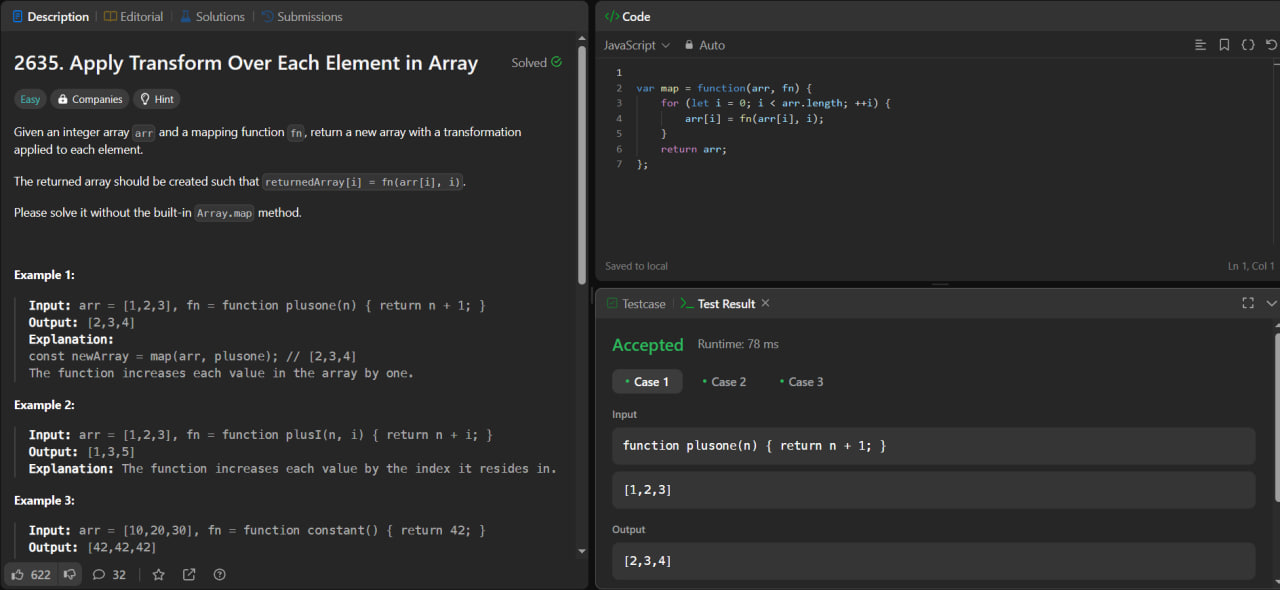 Description | Editorial | Solutions | Submissions
2635. Apply Transform Over Each Element in Array
Solved
Easy Companies Hint
Given an integer array arr and a mapping function fn, return a new array with a transformation
applied to each element.
The returned array should be created such that returnedArray[i] = fn(arr[i], i).
Please solve it without the built-in Array.map method.
Example 1:
Input: arr = [1,2,3], fn = function plusone(n) { return n + 1; }
Output: [2,3,4]
Explanation:
const newArray = map(arr, plusone); // [2,3,4]
The function increases each value in the array by one.
Example 2:
Input: arr = [1,2,3], fn = function plusI(n, i) { return n + i; }
Output: [1,3,5]
Explanation: The function increases each value by the index it resides in.
Example 3:
Input: arr = [10,20,30], fn = function constant() { return 42; }
Output: [42,42,42]
622 32
</> Code
JavaScript Auto
1
2 var map = function(arr, fn) {
3 for (let i = 0; i < arr.length; ++i) {
4 arr[i] = fn(arr[i], i);
5 }
6 return arr;
7 };
Saved to local Ln 1, Col 1
Testcase | >_ Test Result
Accepted Runtime: 78 ms
• Case 1 • Case 2 • Case 3
Input
function plusone(n) { return n + 1; }
[1,2,3]
Output
[2,3,4]